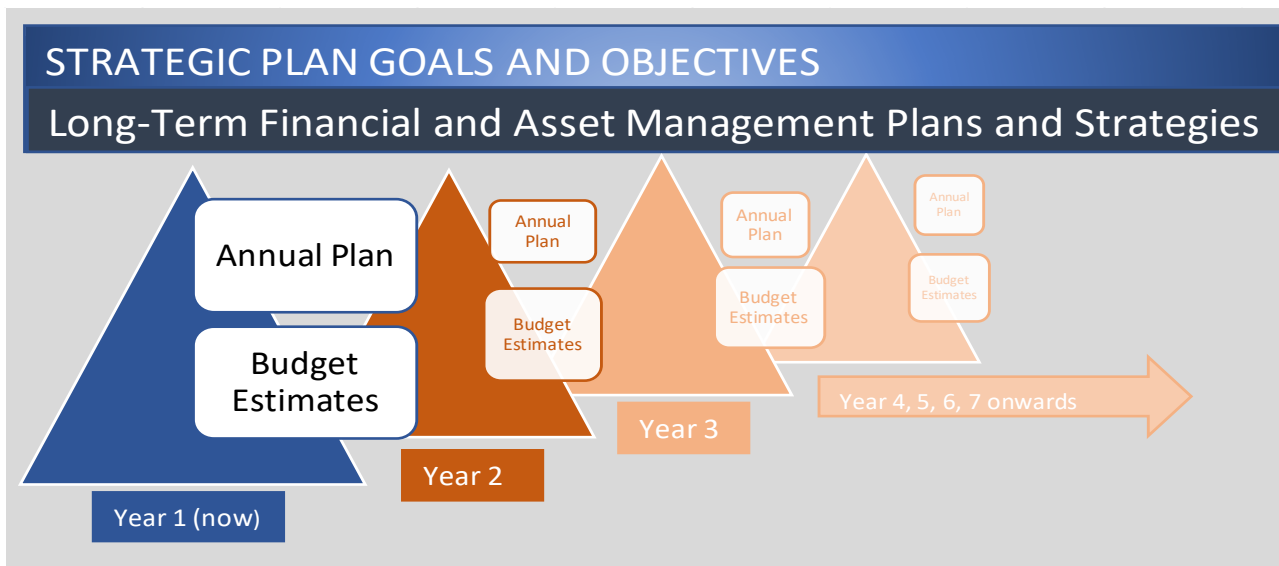 STRATEGIC PLAN GOALS AND OBJECTIVES
Long-Term Financial and Asset Management Plans and Strategies
Annual Plan
Budget
Estimates
Year 1 (now)
Annual
Plan
Budget
Estimates
Year 2
Annual
Plan
Budget
Estimates
Year 3
Annual
Plan
Budget
Estimates
Year 4, 5, 6, 7 onwards